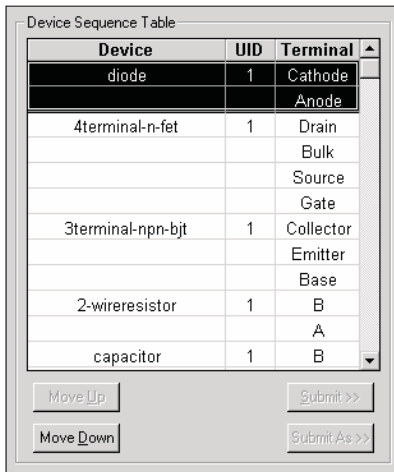 Device Sequence Table
Device UID Terminal
diode 1 Cathode
Anode
4terminal-n-fet 1 Drain
Bulk
Source
Gate
3terminal-npn-bjt 1 Collector
Emitter
Base
2-wireresistor 1 B
A
capacitor 1 B
Move Up Submit >>
Move Down Submit As >>